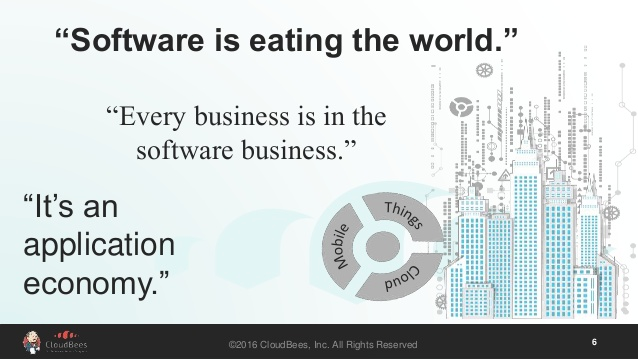 “Software is eating the world.”
“Every business is in the
software business.”
“It’s an
application
economy.”
Things
Mobile
Cloud
CloudBees
©2016 CloudBees, Inc. All Rights Reserved
6